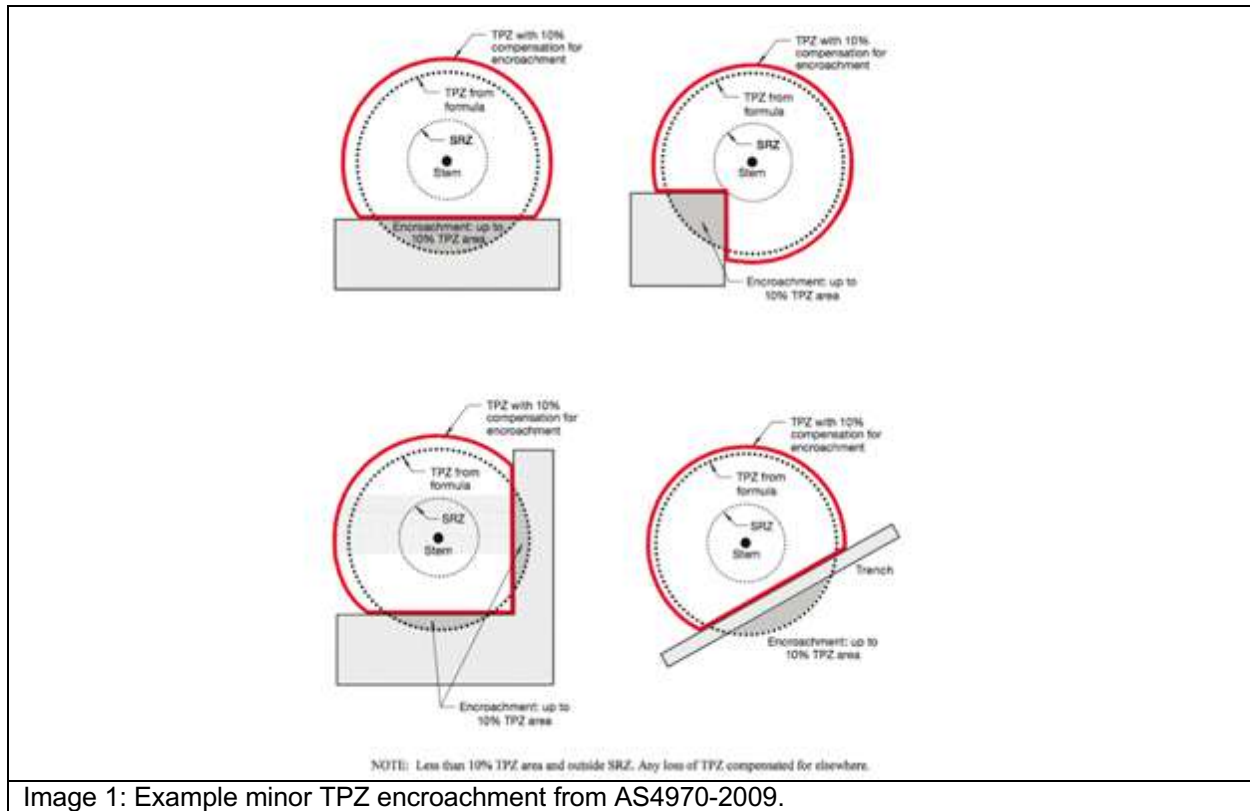 TPZ with 10%
compensation for
encroachment
TPZ from
formula
SRZ
Stem
Encroachment: up to
10% TPZ area
TPZ with 10%
compensation for
encroachment
TPZ from
formula
SRZ
Stem
Encroachment: up to
10% TPZ area
TPZ with 10%
compensation for
encroachment
TPZ from
formula
SRZ
Stem
Encroachment: up to
10% TPZ area
TPZ with 10%
compensation for
encroachment
TPZ from
formula
SRZ
Stem
Trench
Encroachment: up to
10% TPZ area
NOTE: Less than 10% TPZ area and outside SRZ. Any loss of TPZ compensated for elsewhere.
Image 1: Example minor TPZ encroachment from AS4970-2009.